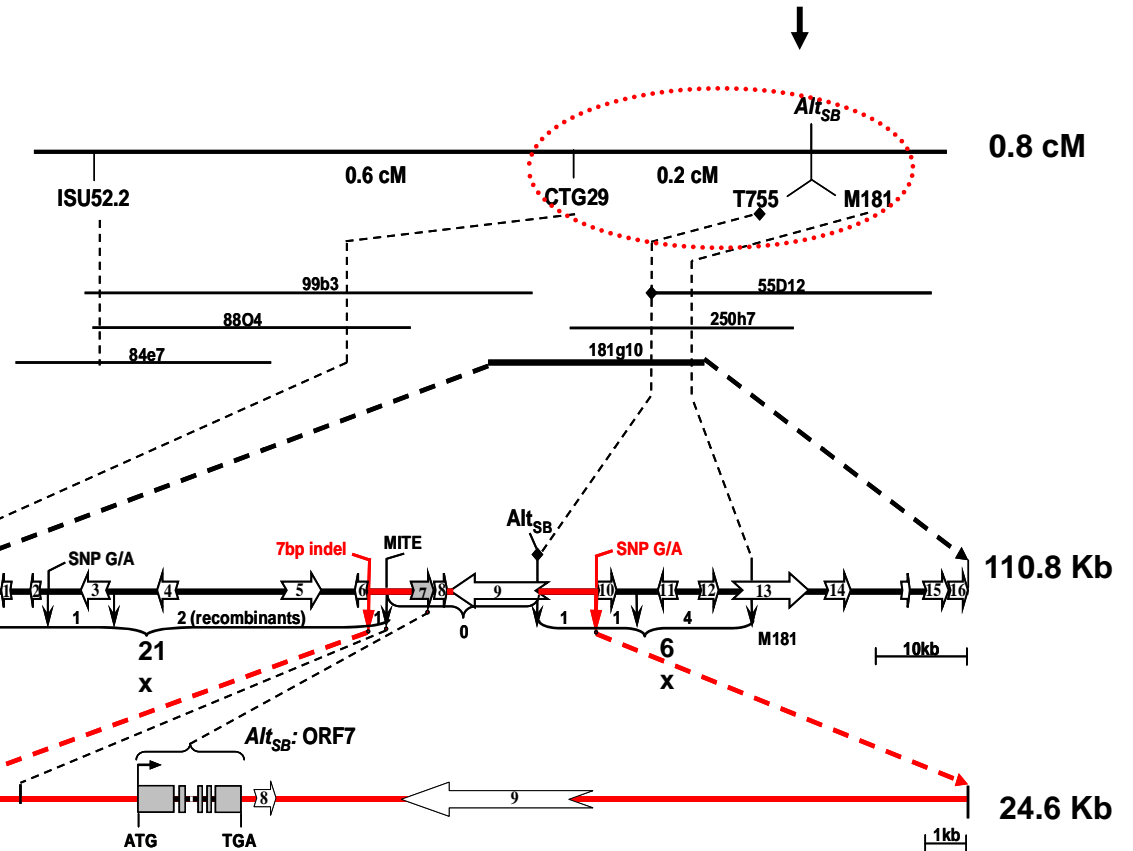 Alt_SB
0.8 cM
0.6 cM
0.2 cM
ISU52.2
CTG29
T755
M181
99b3
55D12
88O4
250h7
84e7
181g10
Alt_SB
7bp indel
MITE
SNP G/A
SNP G/A
110.8 Kb
1 2 3 4 5 6 7 8 9 10 11 12 13 14 15 16
1 2 (recombinants) 1 0 1 1 4
M181
10kb
21
x
6
x
Alt_SB: ORF7
8 9
24.6 Kb
ATG TGA
1kb